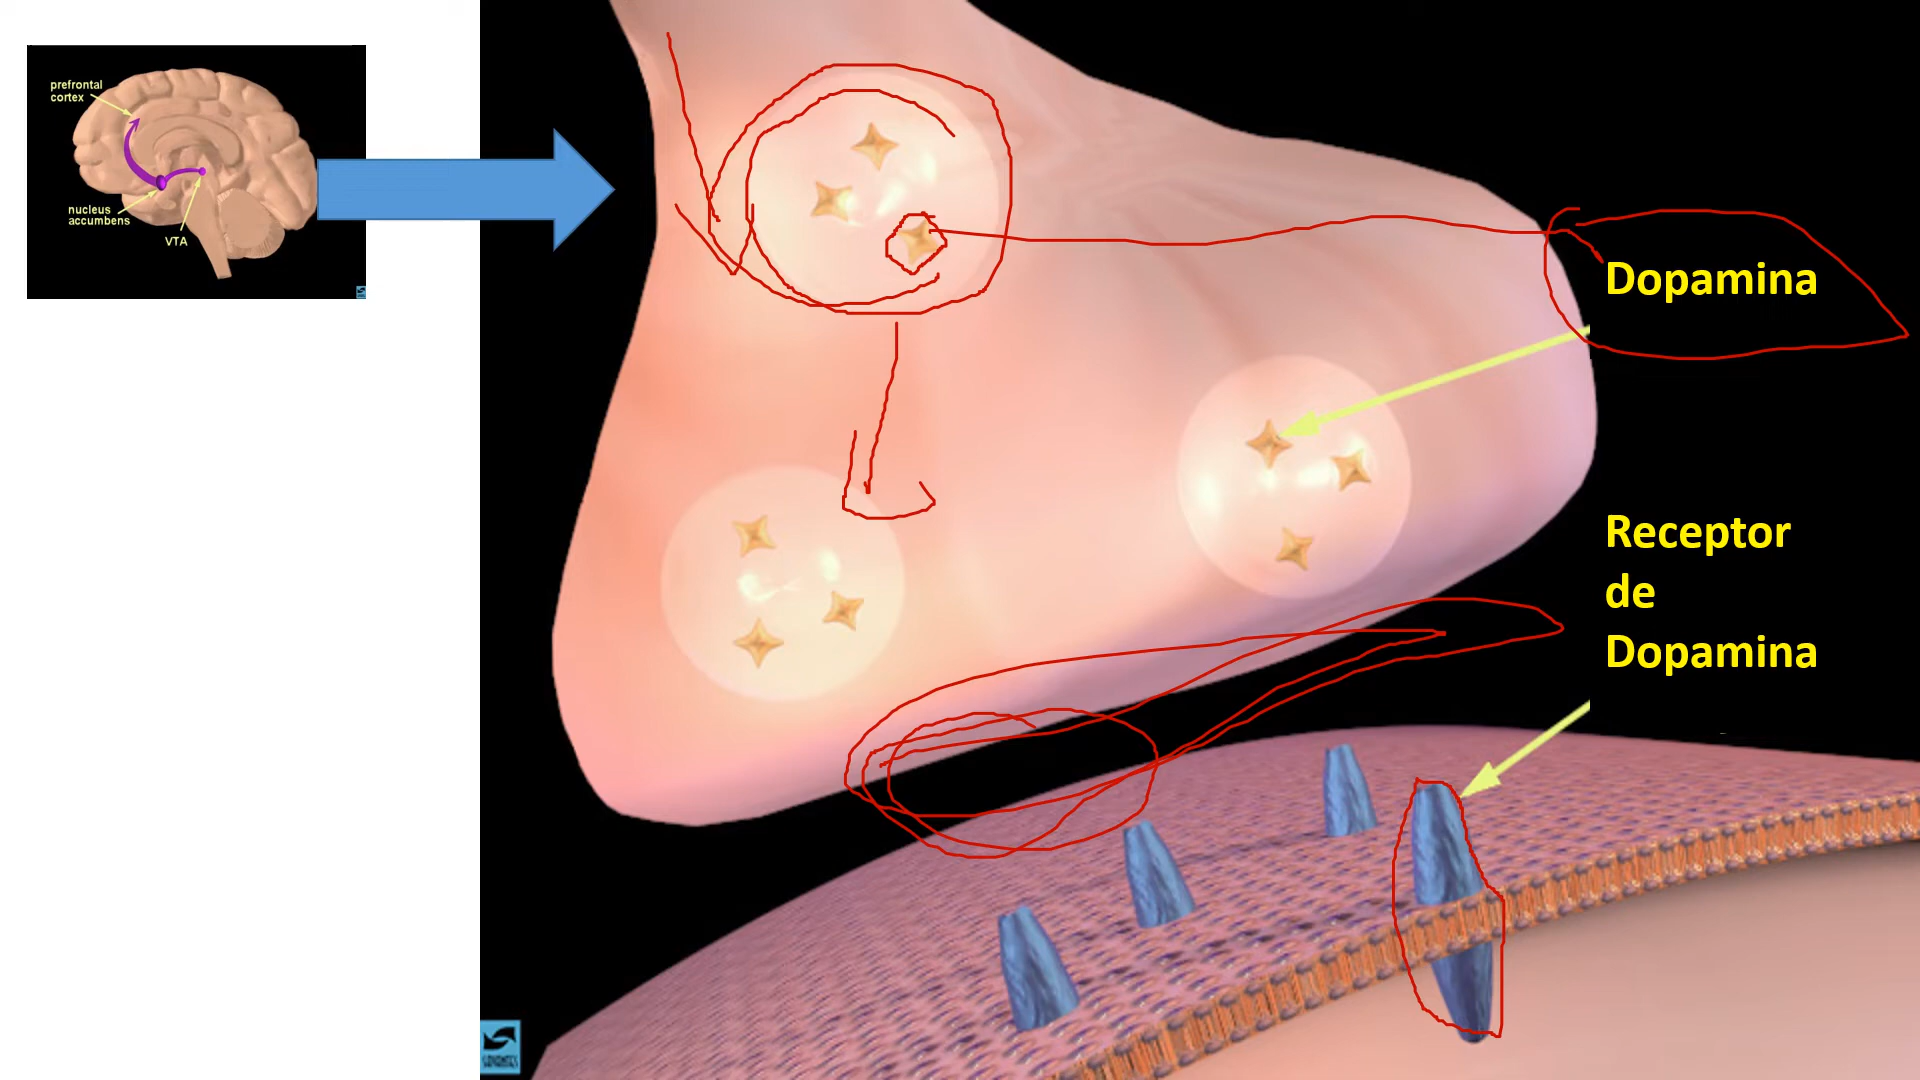 prefrontal
cortex
nucleus
accumbens
VTA
Dopamina
Receptor
de
Dopamina